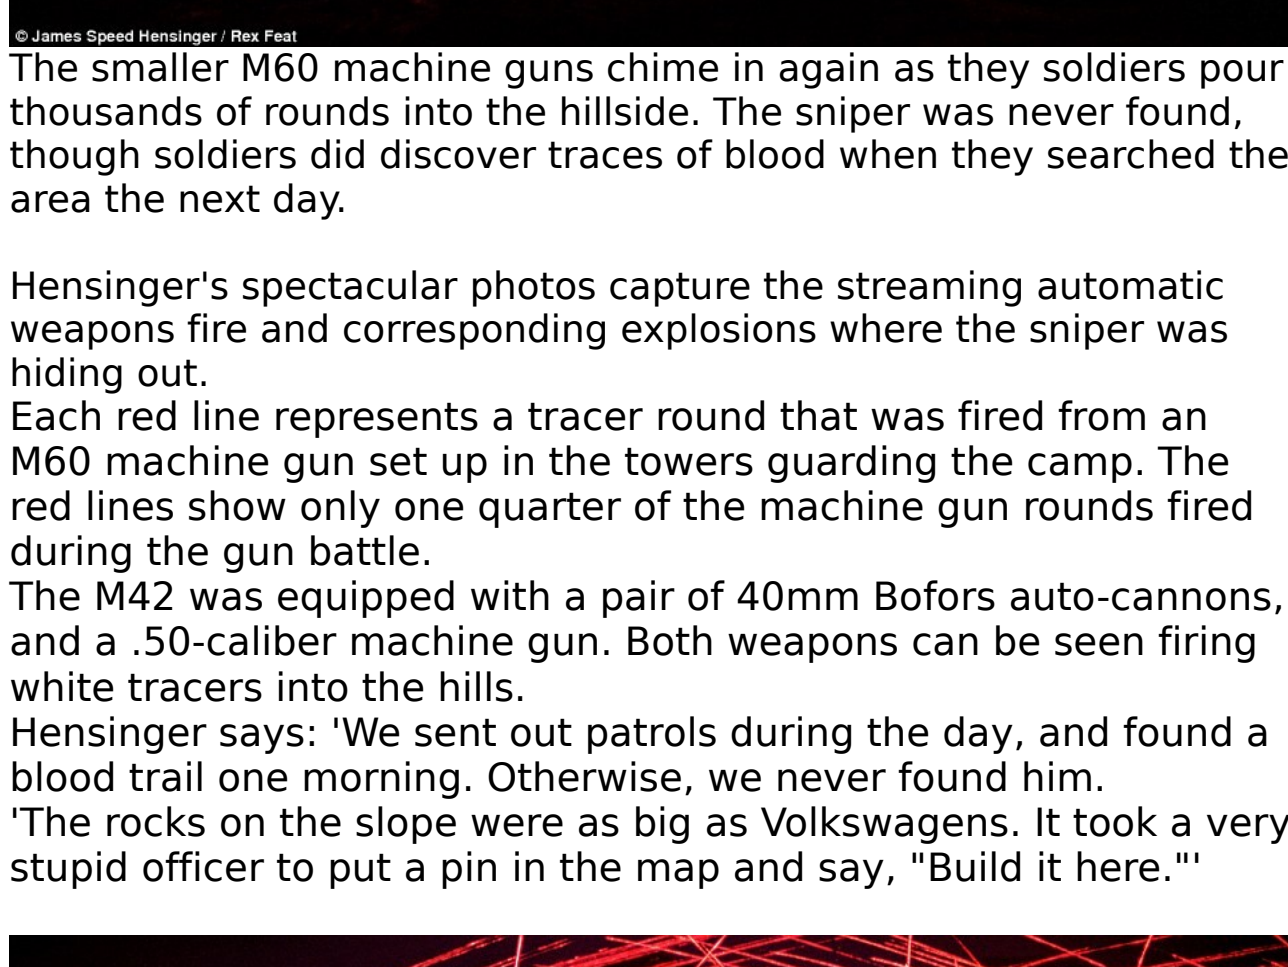 © James Speed Hensinger / Rex Feat
The smaller M60 machine guns chime in again as they soldiers pour
thousands of rounds into the hillside. The sniper was never found,
though soldiers did discover traces of blood when they searched the
area the next day.
Hensinger's spectacular photos capture the streaming automatic
weapons fire and corresponding explosions where the sniper was
hiding out.
Each red line represents a tracer round that was fired from an
M60 machine gun set up in the towers guarding the camp. The
red lines show only one quarter of the machine gun rounds fired
during the gun battle.
The M42 was equipped with a pair of 40mm Bofors auto-cannons,
and a .50-caliber machine gun. Both weapons can be seen firing
white tracers into the hills.
Hensinger says: 'We sent out patrols during the day, and found a
blood trail one morning. Otherwise, we never found him.
'The rocks on the slope were as big as Volkswagens. It took a very
stupid officer to put a pin in the map and say, "Build it here."'